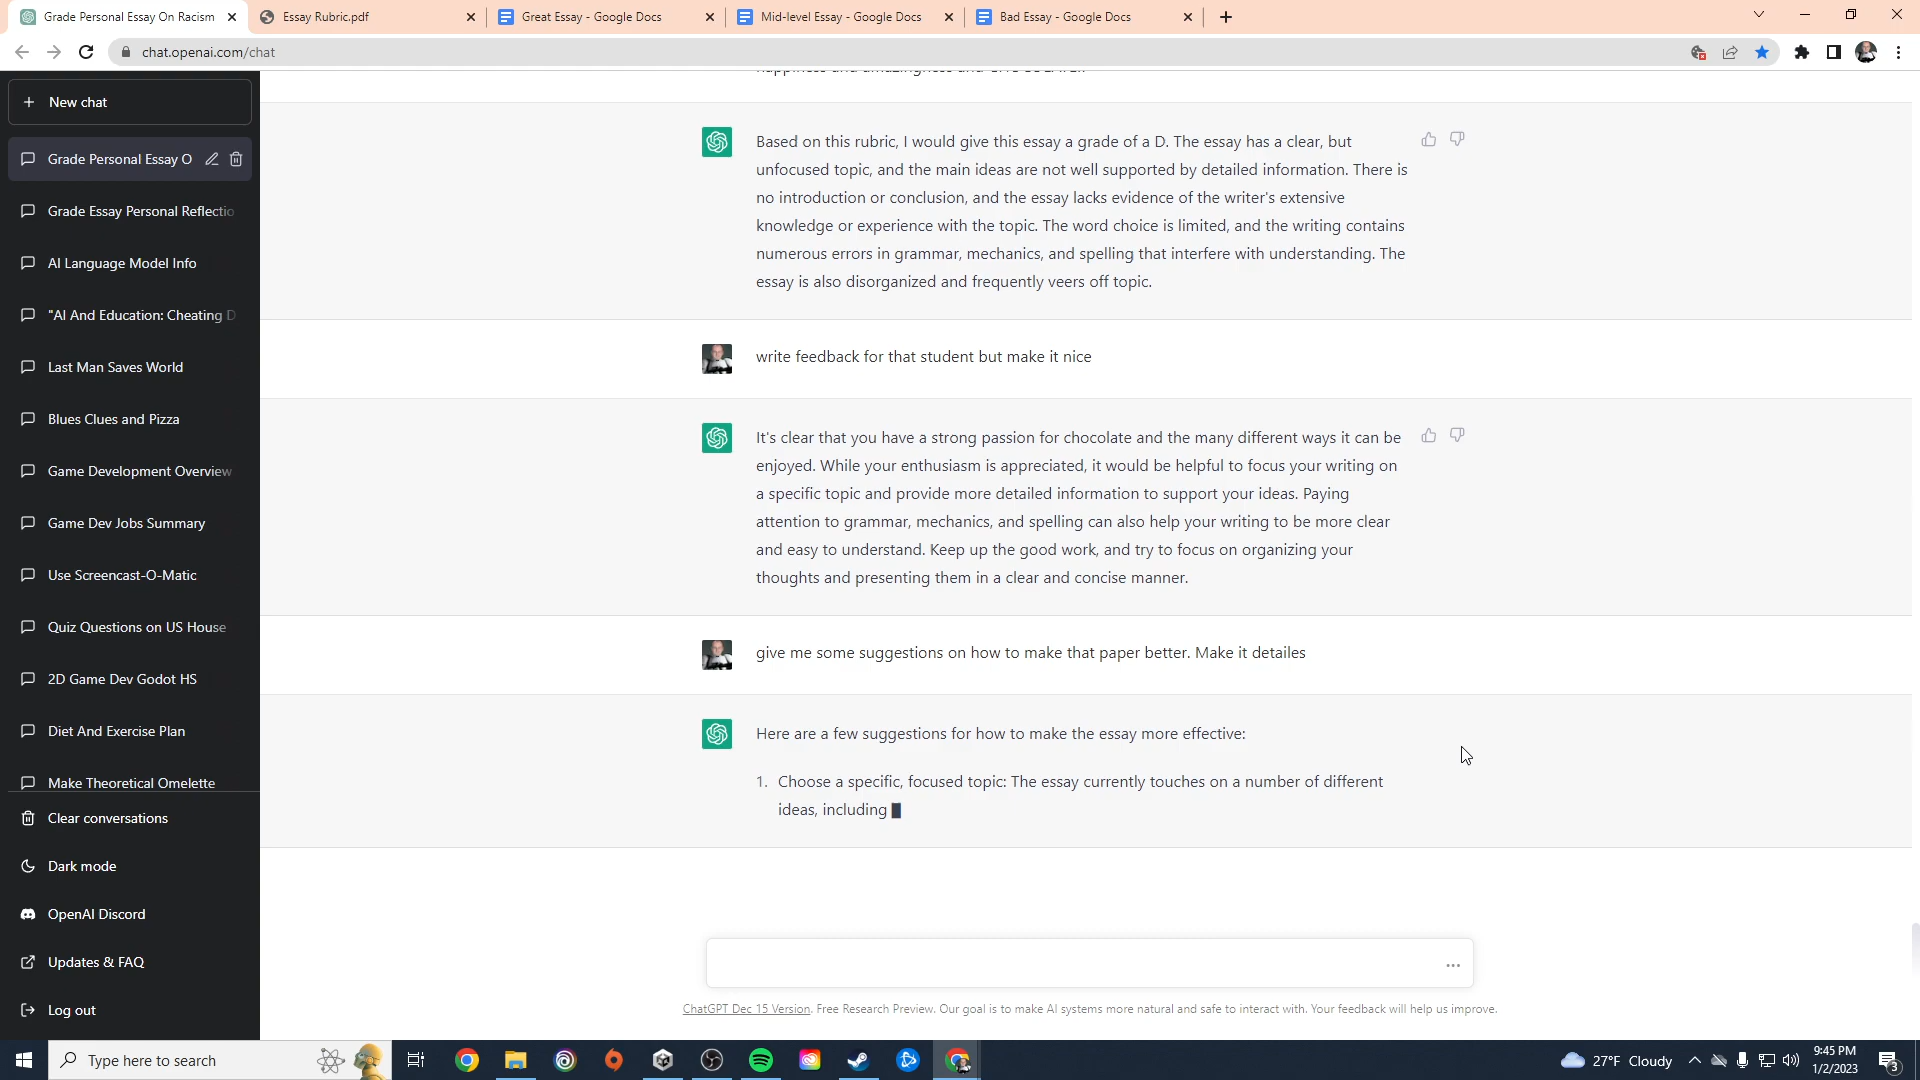 Grade Personal Essay On Racism
Essay Rubric.pdf
Great Essay - Google Docs
Mid-level Essay - Google Docs
Bad Essay - Google Docs
chat.openai.com/chat
New chat
Grade Personal Essay O
Grade Essay Personal Reflectio
AI Language Model Info
"AI And Education: Cheating D
Last Man Saves World
Blues Clues and Pizza
Game Development Overview
Game Dev Jobs Summary
Use Screencast-O-Matic
Quiz Questions on US House
2D Game Dev Godot HS
Diet And Exercise Plan
Make Theoretical Omelette
Clear conversations
Dark mode
OpenAI Discord
Updates & FAQ
Log out
Based on this rubric, I would give this essay a grade of a D. The essay has a clear, but
unfocused topic, and the main ideas are not well supported by detailed information. There is
no introduction or conclusion, and the essay lacks evidence of the writer's extensive
knowledge or experience with the topic. The word choice is limited, and the writing contains
numerous errors in grammar, mechanics, and spelling that interfere with understanding. The
essay is also disorganized and frequently veers off topic.
write feedback for that student but make it nice
It's clear that you have a strong passion for chocolate and the many different ways it can be
enjoyed. While your enthusiasm is appreciated, it would be helpful to focus your writing on
a specific topic and provide more detailed information to support your ideas. Paying
attention to grammar, mechanics, and spelling can also help your writing to be more clear
and easy to understand. Keep up the good work, and try to focus on organizing your
thoughts and presenting them in a clear and concise manner.
give me some suggestions on how to make that paper better. Make it detailes
Here are a few suggestions for how to make the essay more effective:
1. Choose a specific, focused topic: The essay currently touches on a number of different
ideas, including
ChatGPT Dec 15 Version. Free Research Preview. Our goal is to make AI systems more natural and safe to interact with. Your feedback will help us improve.
Type here to search
27°F Cloudy
9:45 PM
1/2/2023
3